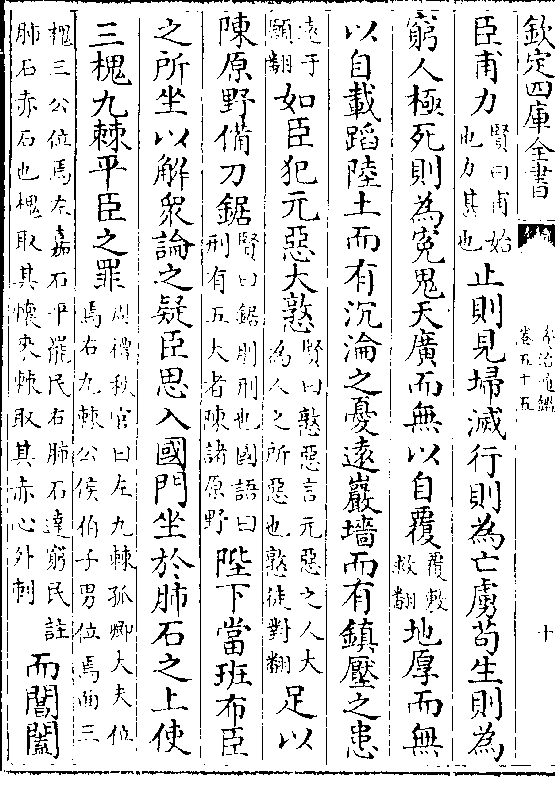 欽定四庫全書
資治通鑑
卷五十五
十
臣甫力賢曰甫始也力甚也止則見埽滅行則為亡虜苟生則為
窮人極死則為寃鬼天廣而無以自覆覆敷救翻地厚而無
以自載蹈陸土而有沉淪之憂遠巖墻而有鎮壓之患
遠于願翻如臣犯元惡大憝賢曰憝惡言元惡之人大為人之所惡也憝徒對翻足以
陳原野備刀鋸賢曰鋸刖刑也國語曰刑有五大者陳諸原野陛下當班布臣
之所坐以解衆論之疑臣思入國門坐於肺石之上使
三槐九棘平臣之罪周禮秋官曰左九棘孤卿大夫位焉右九棘公侯伯子男位焉面三
槐三公位焉左嘉石平罷民右肺石達窮民註肺石赤石也槐取其懷來棘取其赤心外刺而閶闔